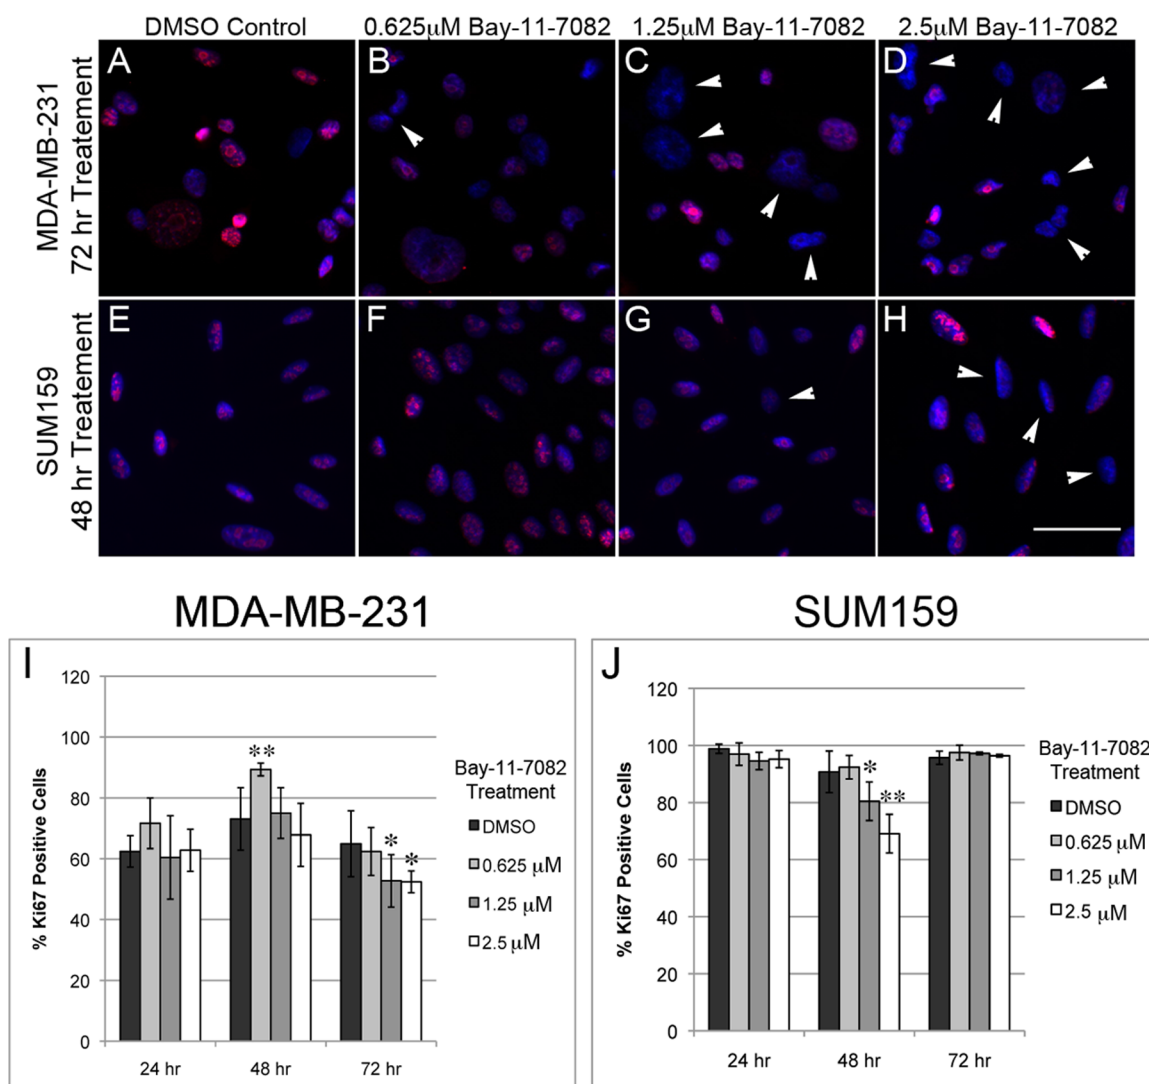 DMSO Control
0.625μM Bay-11-7082
1.25μM Bay-11-7082
2.5μM Bay-11-7082
MDA-MB-231
72 hr Treatement
A
B
C
D
SUM159
48 hr Treatement
E
F
G
H
MDA-MB-231
SUM159
I
% Ki67 Positive Cells
120
100
80
60
40
20
0
**
*
*
24 hr
48 hr
72 hr
Bay-11-7082
Treatment
DMSO
0.625 μM
1.25 μM
2.5 μM
J
% Ki67 Positive Cells
120
100
80
60
40
20
0
*
**
24 hr
48 hr
72 hr
Bay-11-7082
Treatment
DMSO
0.625 μM
1.25 μM
2.5 μM